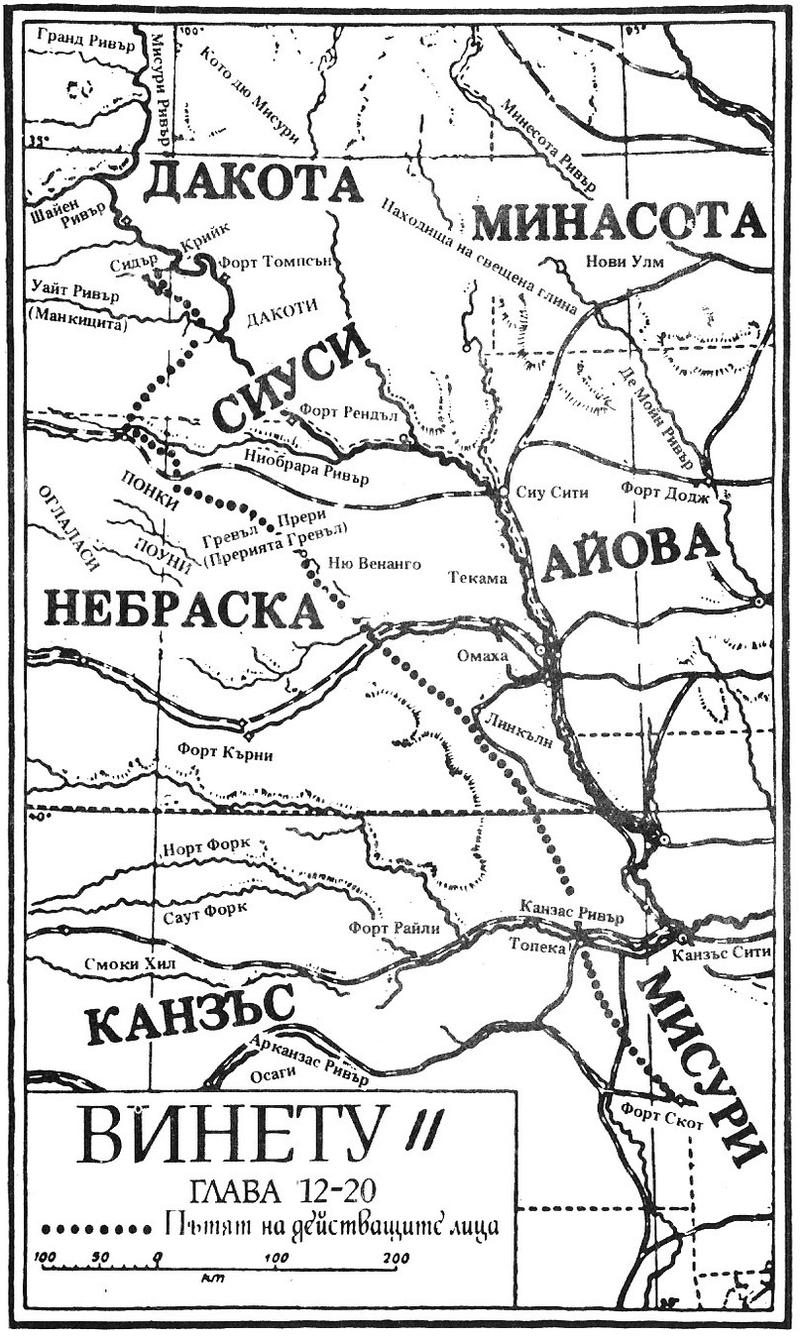 Гранд Ривър
Мисури Ривър
100°
95°
Кото дю Мисури
Минесота Ривър
ДАКОТА
МИНАСОТА
Шайен
Ривър
Крийк
Сидър
Форт Томпсън
Находища на свещена глина
Нови Улм
Уайт Ривър
(Манкицита)
ДАКОТИ
СИУСИ
Форт Рендъл
Де Мойн Ривър
Ниобрара Ривър
ПОНКИ
Сиу Сити
Форт Додж
ОГЛАЛАСИ
ПОУНИ
Гревъл Прери
(Прерията Гревъл)
Ню Венанго
Текама
АЙОВА
НЕБРАСКА
Омаха
Линкълн
Форт Кърни
Норт Форк
Саут Форк
Канзас Ривър
Форт Райли
Топека
Канзъс Сити
Смоки Хил
КАНЗЪС
МИСУРИ
Арканзас Ривър
Осаги
Форт Скот
ВИНЕТУ II
ГЛАВА 12-20
Пътят на действащите лица
100 50 0 100 200
km